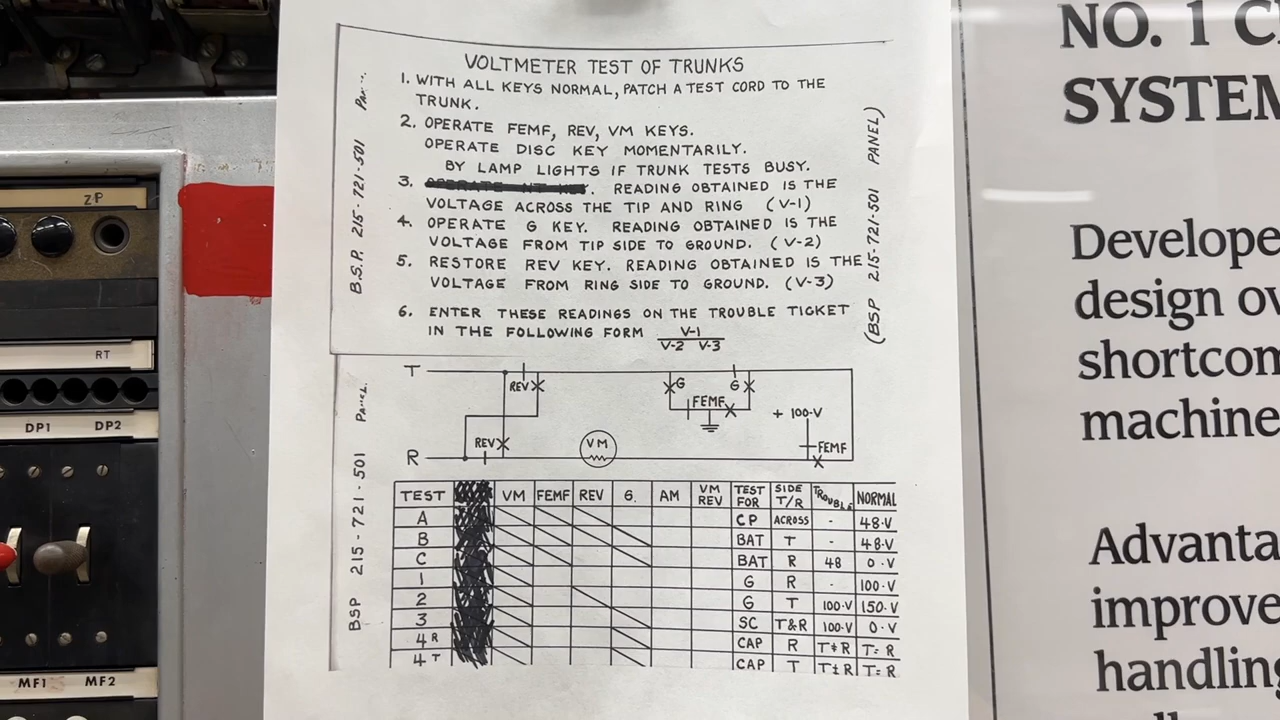 VOLTMETER TEST OF TRUNKS
1. WITH ALL KEYS NORMAL, PATCH A TEST CORD TO THE
TRUNK.
2. OPERATE FEMF, REV, VM KEYS.
OPERATE DISC KEY MOMENTARILY.
BY LAMP LIGHTS IF TRUNK TESTS BUSY.
3. READING OBTAINED IS THE
VOLTAGE ACROSS THE TIP AND RING (V-1)
4. OPERATE G KEY. READING OBTAINED IS THE
VOLTAGE FROM TIP SIDE TO GROUND. (V-2)
5. RESTORE REV KEY. READING OBTAINED IS THE
VOLTAGE FROM RING SIDE TO GROUND. (V-3)
6. ENTER THESE READINGS ON THE TROUBLE TICKET
IN THE FOLLOWING FORM V-1
V-2 V-3
B.S.P. 215-721-501
(BSP 215-721-501 PANEL)
T
REV
G G
FEMF
+ 100-V
REV
VM
FEMF
R
BSP 215-721-501 PANEL.
TEST VM FEMF REV G. AM VM REV TEST FOR SIDE T/R TROUBLE NORMAL
A CP ACROSS - 48-V
B BAT T - 48-V
C BAT R 48 0-V
1 G R - 100-V
2 G T 100-V 150-V
3 SC T&R 100-V 0-V
4 R CAP R T≠R T=R
4 T CAP T T±R T=R
ZP
RT
DP1 DP2
MF1 MF2
NO. 1
SYSTEM
Develope
design
shortcom
machine
Advanta
improve
handling